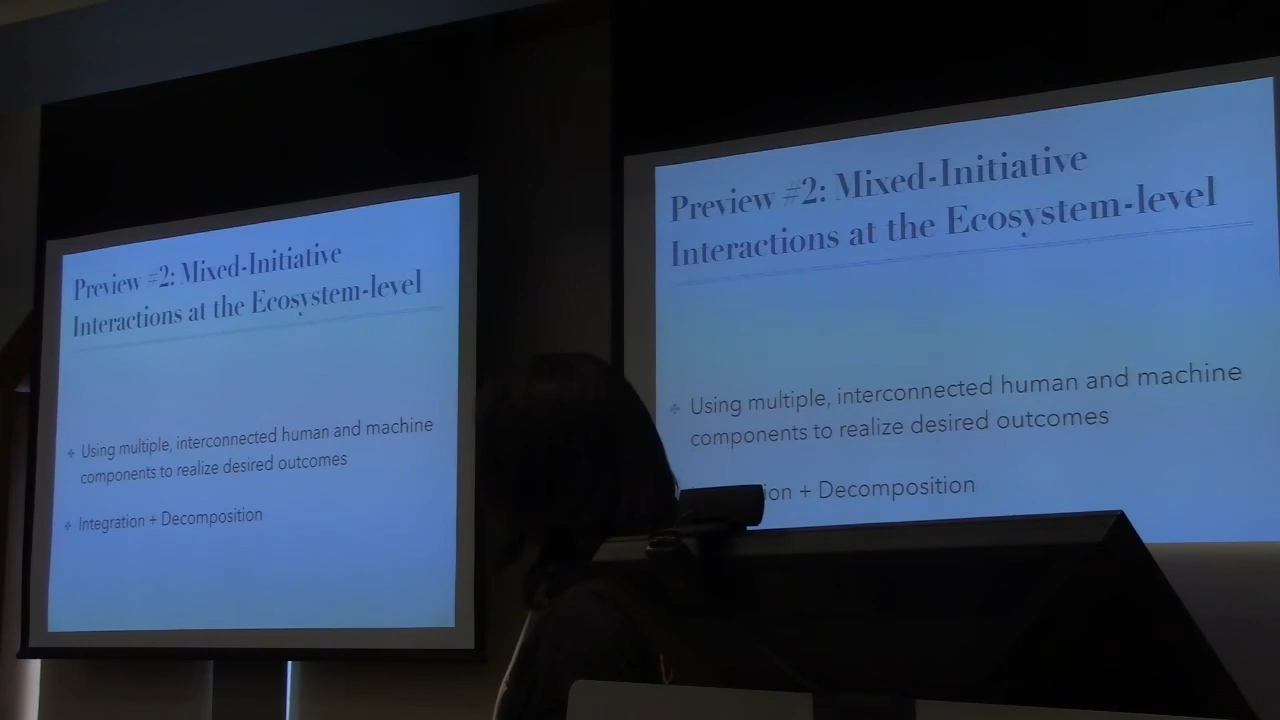 Preview #2: Mixed-Initiative
Interactions at the Ecosystem-level
Using multiple, interconnected human and machine
components to realize desired outcomes
Integration + Decomposition
Preview #2: Mixed-Initiative
Interactions at the Ecosystem-level
Using multiple, interconnected human and machine
components to realize desired outcomes
ion + Decomposition